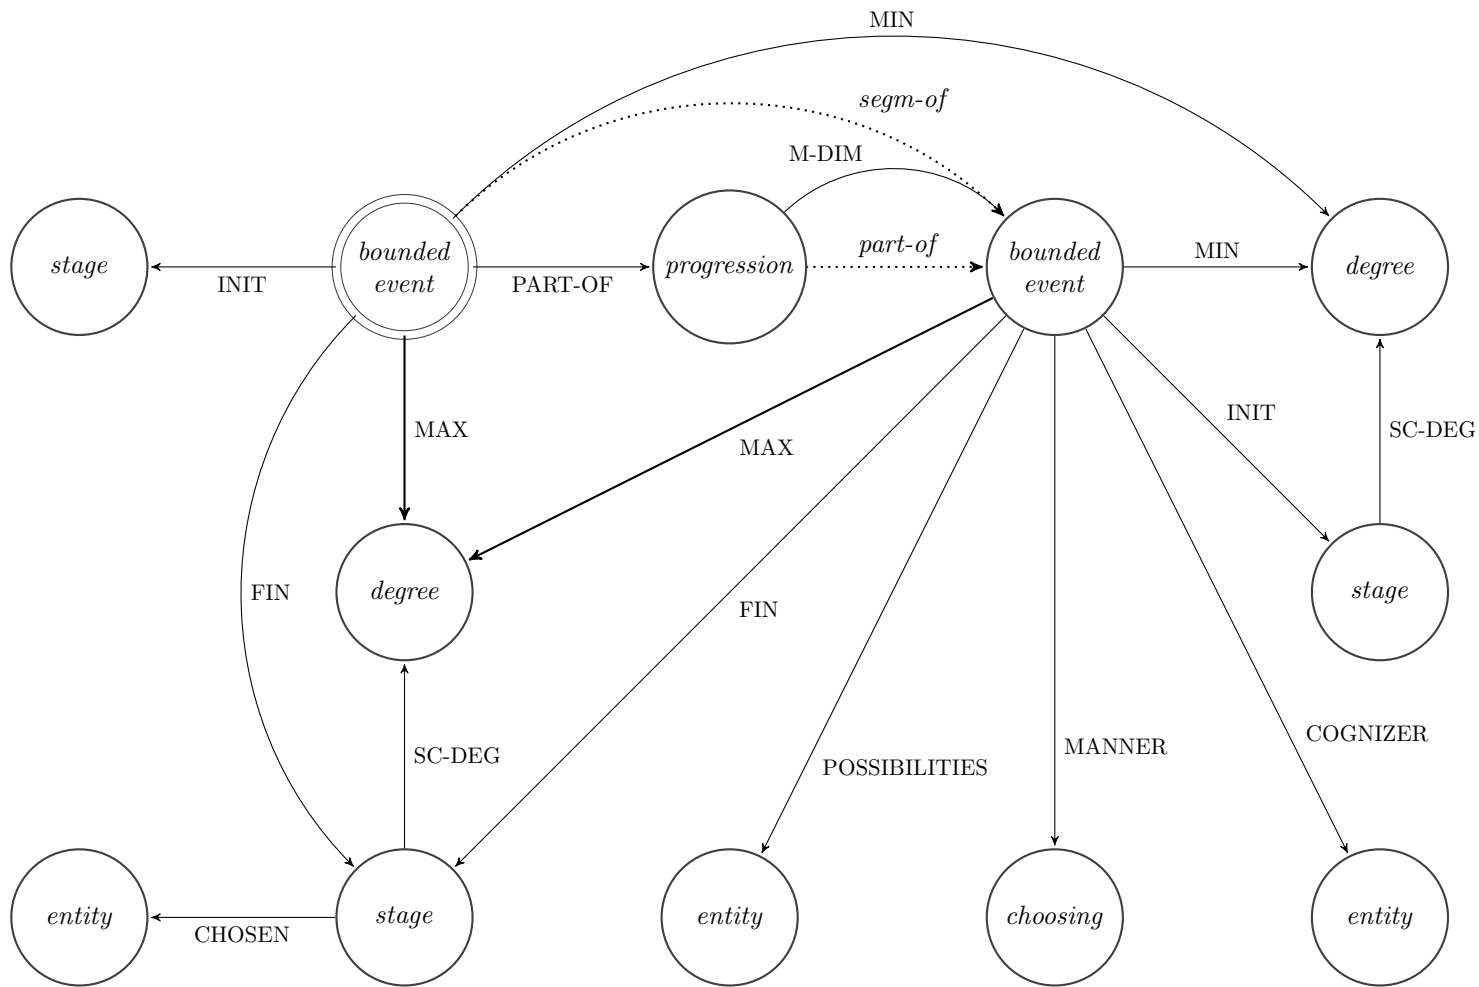 MIN
segm-of
M-DIM
stage
INIT
bounded
event
PART-OF
progression
part-of
bounded
event
MIN
degree
MAX
MAX
INIT
SC-DEG
FIN
degree
FIN
stage
SC-DEG
POSSIBILITIES
MANNER
COGNIZER
entity
CHOSEN
stage
entity
choosing
entity